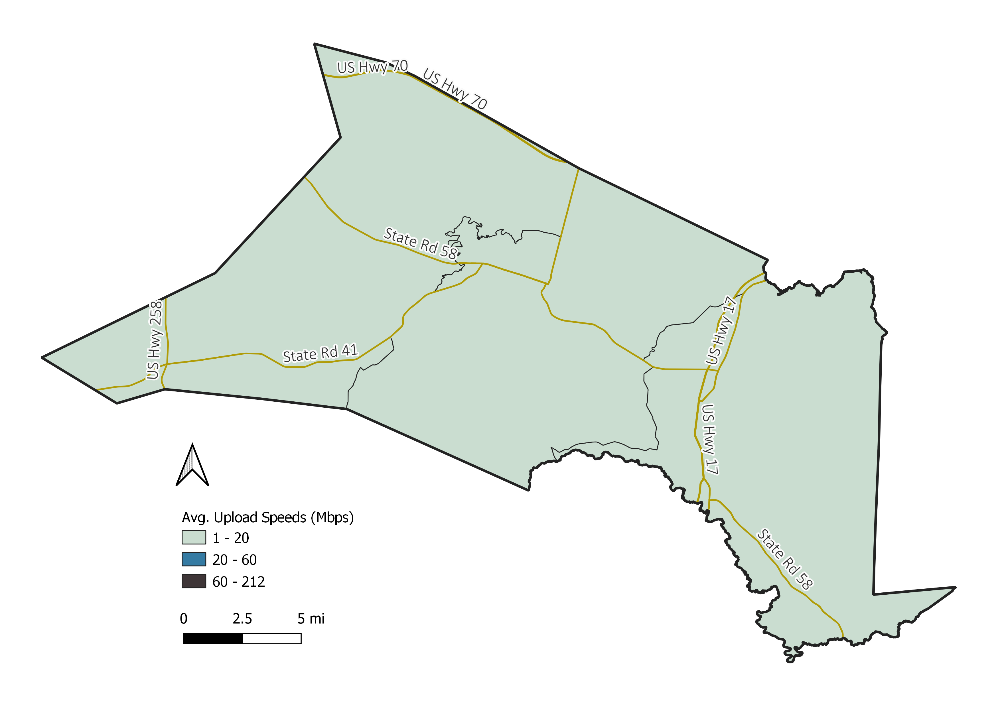 US Hwy 70
US Hwy 70
State Rd 58
US Hwy 258
State Rd 41
US Hwy 17
US Hwy 17
State Rd 58
Avg. Upload Speeds (Mbps)
1 - 20
20 - 60
60 - 212
0 2.5 5 mi